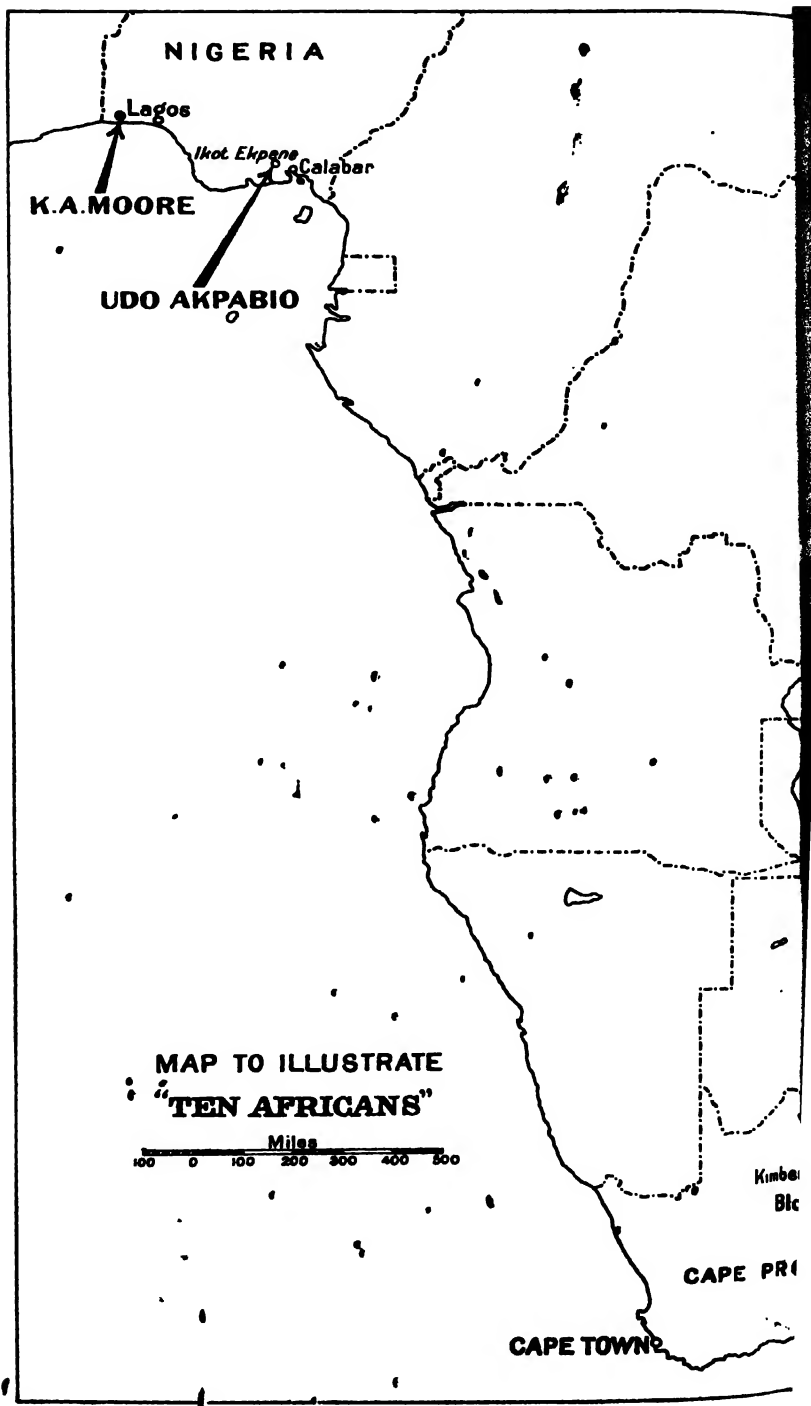 NIGERIA
Lagos
Ikot Ekpene
Calabar
K.A.MOORE
UDO AKPABIO
MAP TO ILLUSTRATE
"TEN AFRICANS"
Miles
100 0 100 200 300 400 500
CAPE
CAPE TOWN